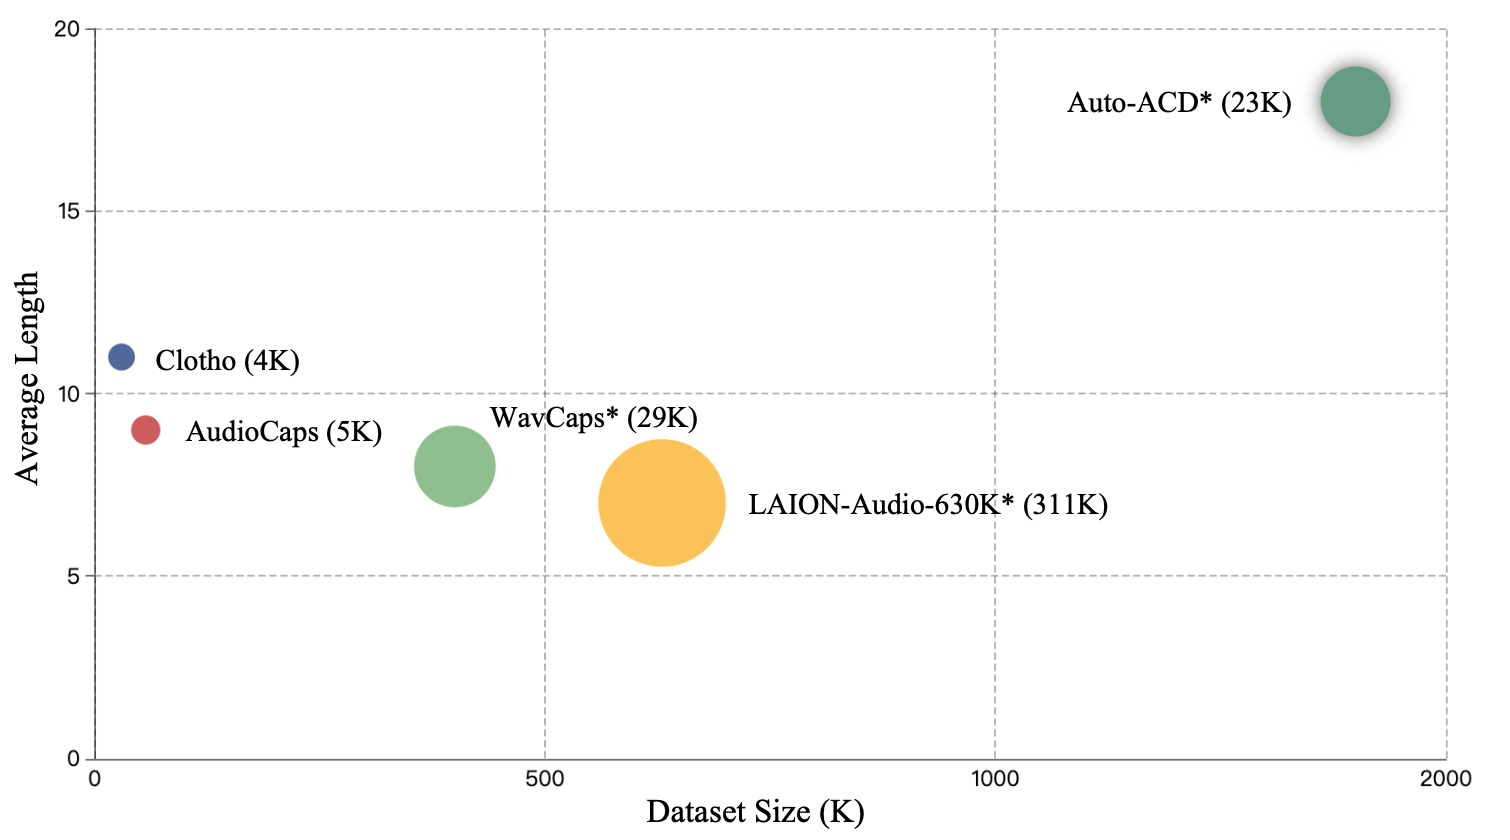 20
Auto-ACD* (23K)
15
Average Length
Clotho (4K)
10
WavCaps* (29K)
AudioCaps (5K)
LAION-Audio-630K* (311K)
5
0
0 500 1000 2000
Dataset Size (K)